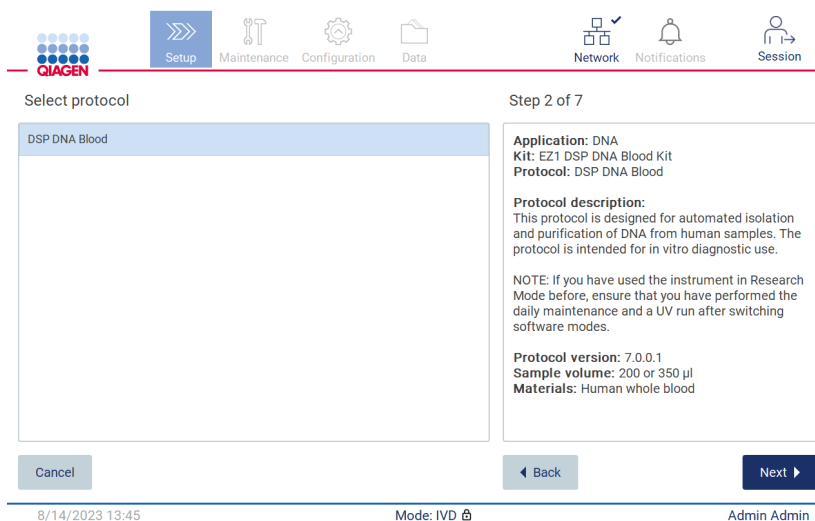 QIAGEN
Setup
Maintenance
Configuration
Data
Network
Notifications
Session
Select protocol
Step 2 of 7
DSP DNA Blood
Application: DNA
Kit: EZ1 DSP DNA Blood Kit
Protocol: DSP DNA Blood
Protocol description:
This protocol is designed for automated isolation
and purification of DNA from human samples. The
protocol is intended for in vitro diagnostic use.
NOTE: If you have used the instrument in Research
Mode before, ensure that you have performed the
daily maintenance and a UV run after switching
software modes.
Protocol version: 7.0.0.1
Sample volume: 200 or 350 µl
Materials: Human whole blood
Cancel
Back
Next
8/14/2023 13:45
Mode: IVD
Admin Admin